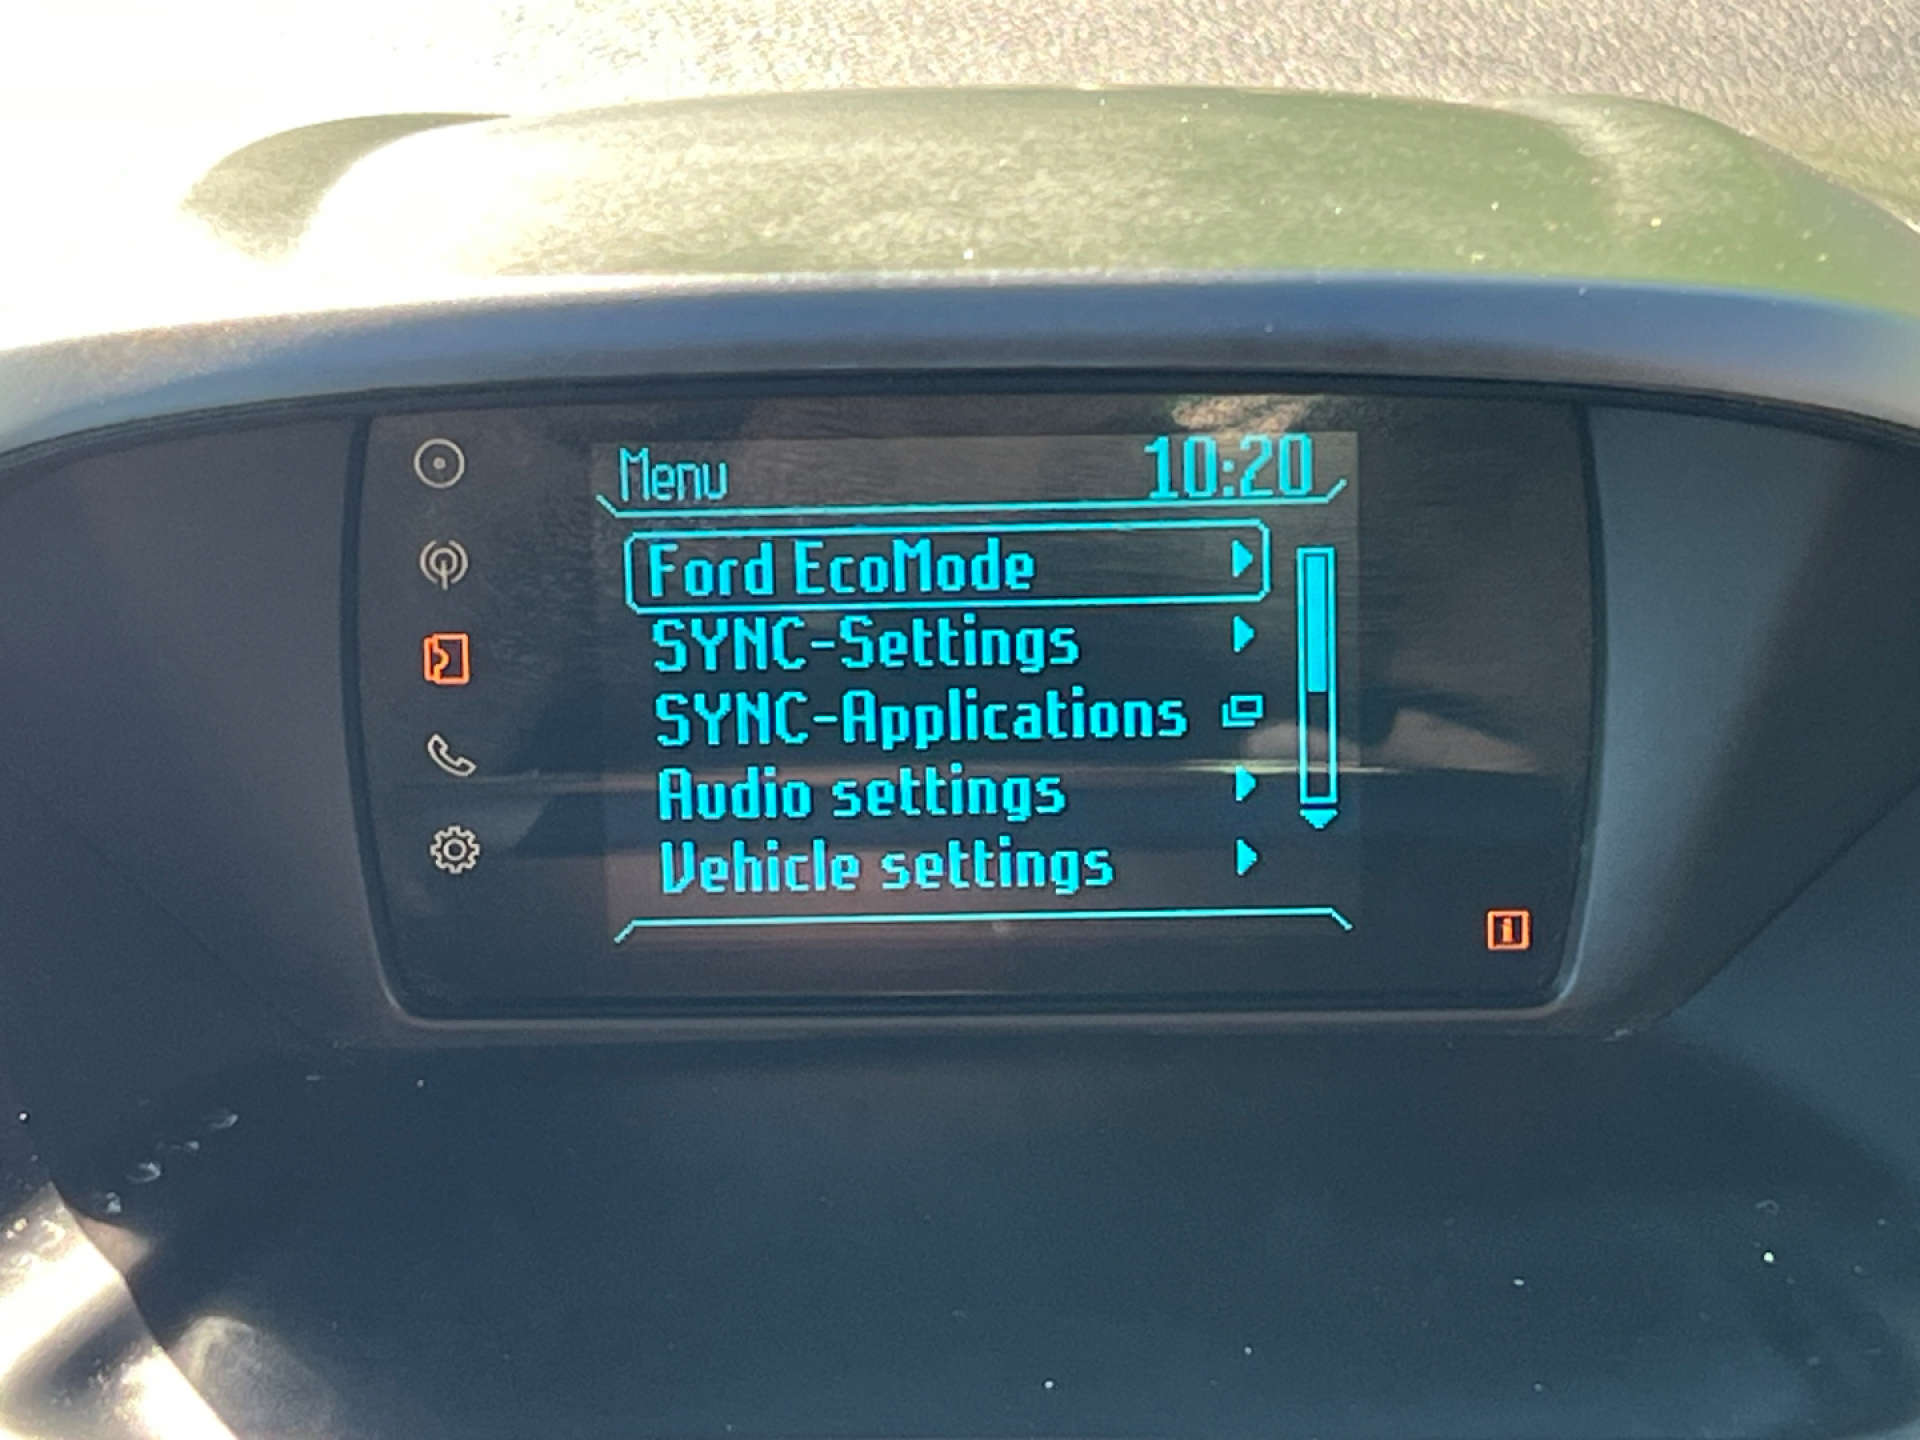 Menu 10:20
Ford EcoMode
SYNC-Settings
SYNC-Applications
Audio settings
Vehicle settings
i